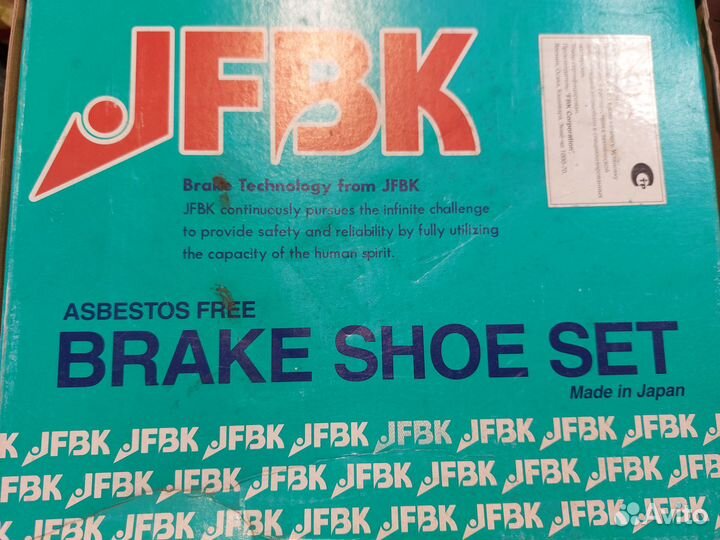 JFBK
Brake Technology from JFBK
JFBK continuously pursues the infinite challenge
to provide safety and reliability by fully utilizing
the capacity of the human spirit.
ASBESTOS FREE
BRAKE SHOE SET
Made in Japan
K JFBK JFBK JFBK JFBK JFBK JFBK JFBK JFBK J
FBK JFBK JFBK JFBK JFBK JFBK JFBK JFBK JFB
K JFBK JFBK JFBK JFBK JFBK JFBK
Avito